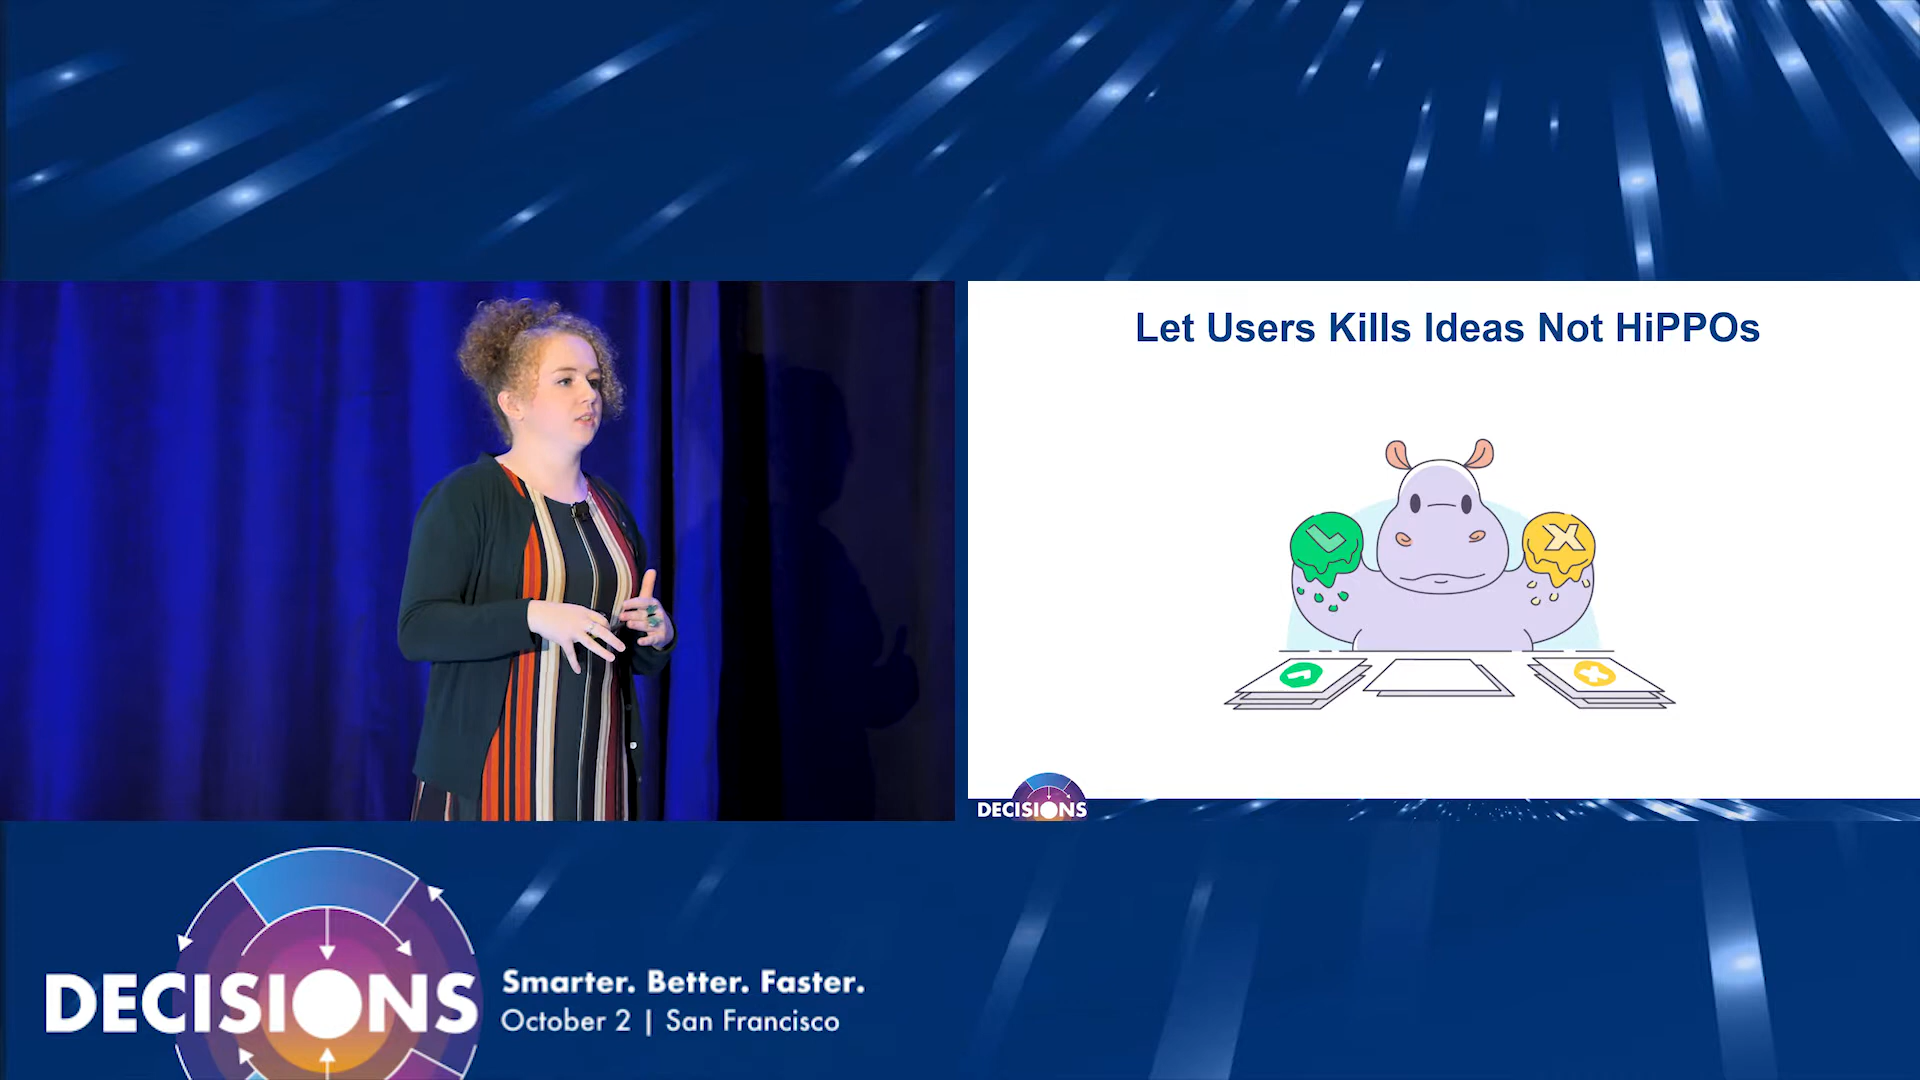 Let Users Kills Ideas Not HiPPOs
DECISIONS
DECISIONS
Smarter. Better. Faster.
October 2 | San Francisco